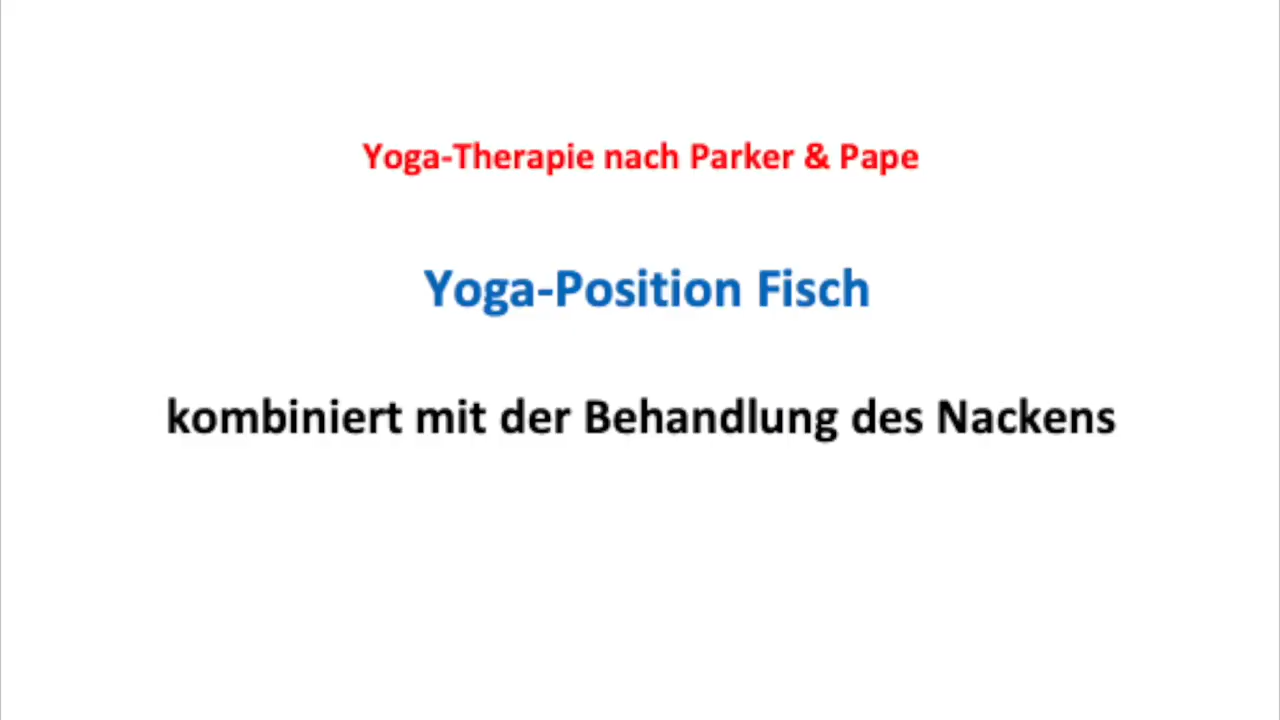 Yoga-Therapie nach Parker & Pape
Yoga-Position Fisch
kombiniert mit der Behandlung des Nackens